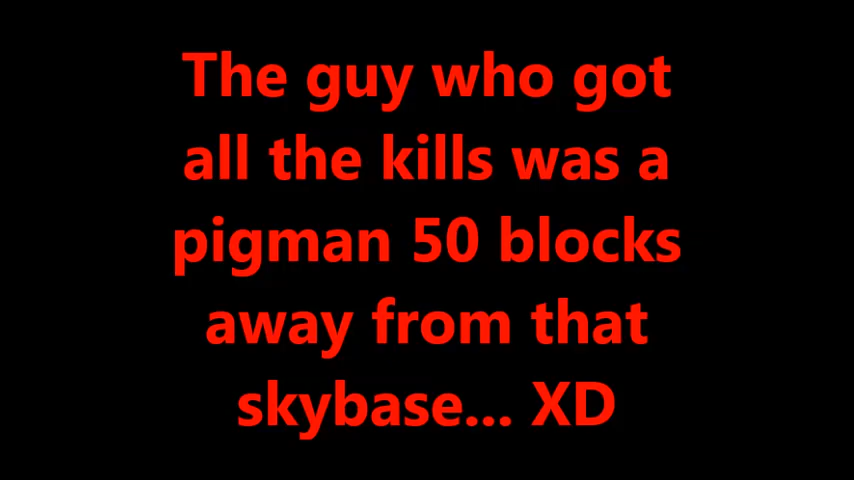 The guy who got
all the kills was a
pigman 50 blocks
away from that
skybase... XD